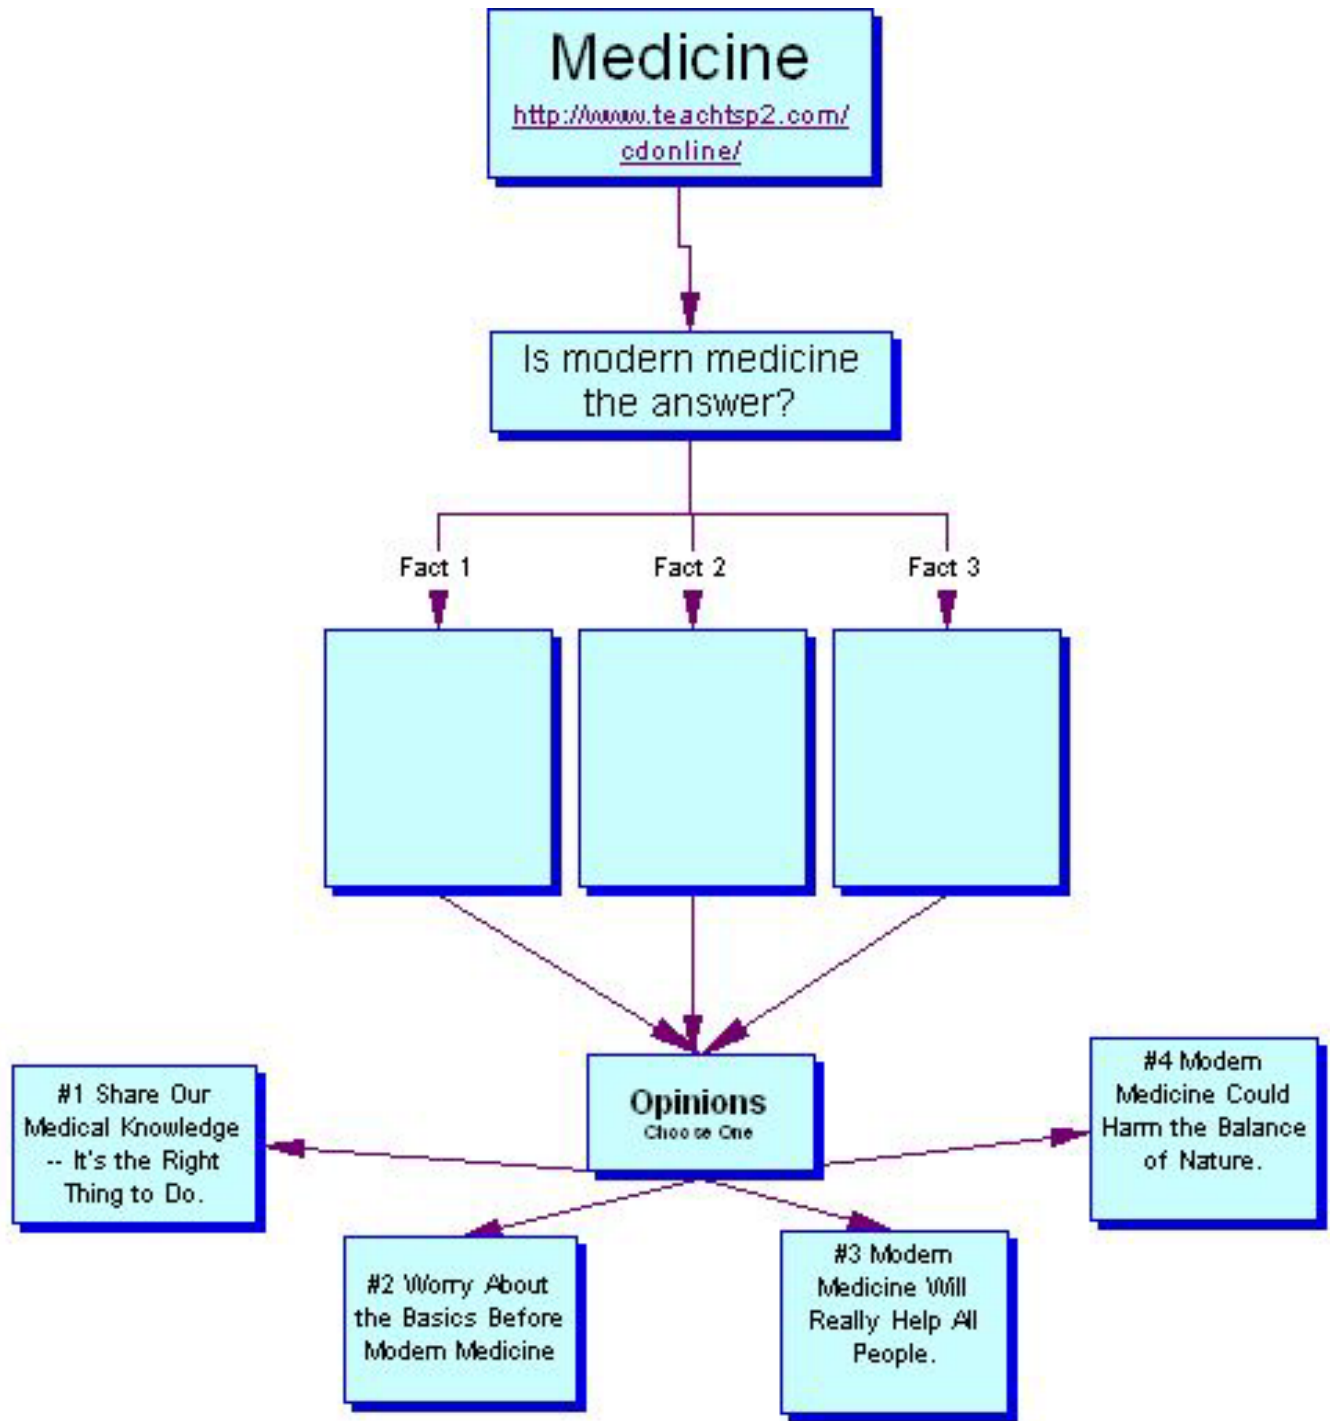 Medicine
http://www.teachtsp2.com/
cdonline/
Is modern medicine
the answer?
Fact 1
Fact 2
Fact 3
Opinions
Choose One
#1 Share Our
Medical Knowledge
-- It's the Right
Thing to Do.
#2 Worry About
the Basics Before
Modern Medicine
#3 Modern
Medicine Will
Really Help All
People.
#4 Modern
Medicine Could
Harm the Balance
of Nature.